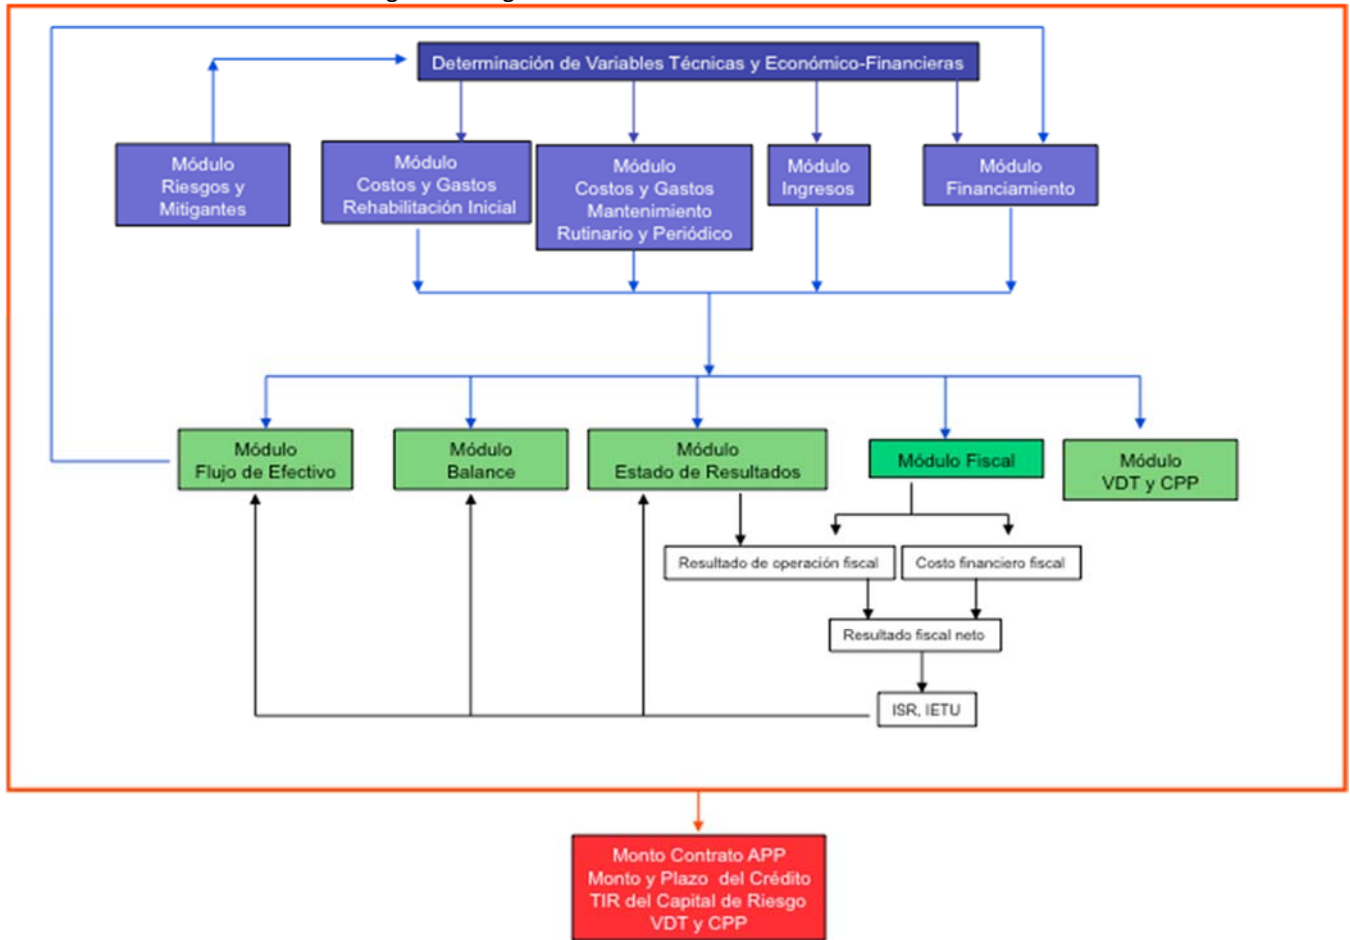 Determinación de Variables Técnicas y Económico-Financieras
Módulo
Riesgos y
Mitigantes
Módulo
Costos y Gastos
Rehabilitación Inicial
Módulo
Costos y Gastos
Mantenimiento
Rutinario y Periódico
Módulo
Ingresos
Módulo
Financiamiento
Módulo
Flujo de Efectivo
Módulo
Balance
Módulo
Estado de Resultados
Módulo Fiscal
Módulo
VDT y CPP
Resultado de operación fiscal
Costo financiero fiscal
Resultado fiscal neto
ISR, IETU
Monto Contrato APP
Monto y Plazo del Crédito
TIR del Capital de Riesgo
VDT y CPP